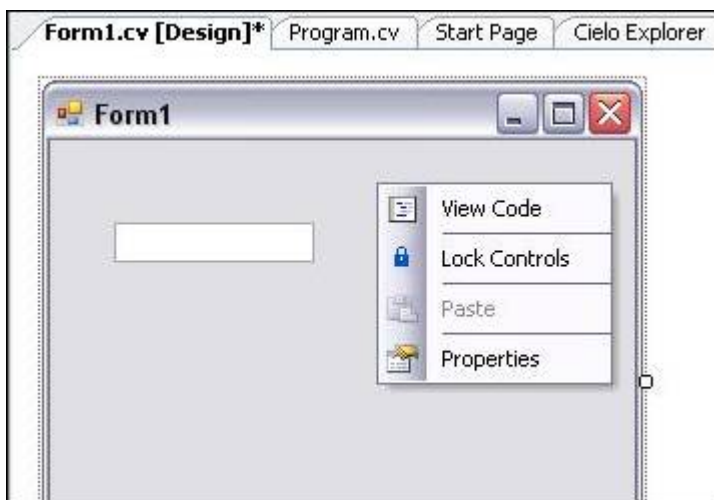 Form1.cv [Design]* Program.cv Start Page Cielo Explorer
Form1
View Code
Lock Controls
Paste
Properties